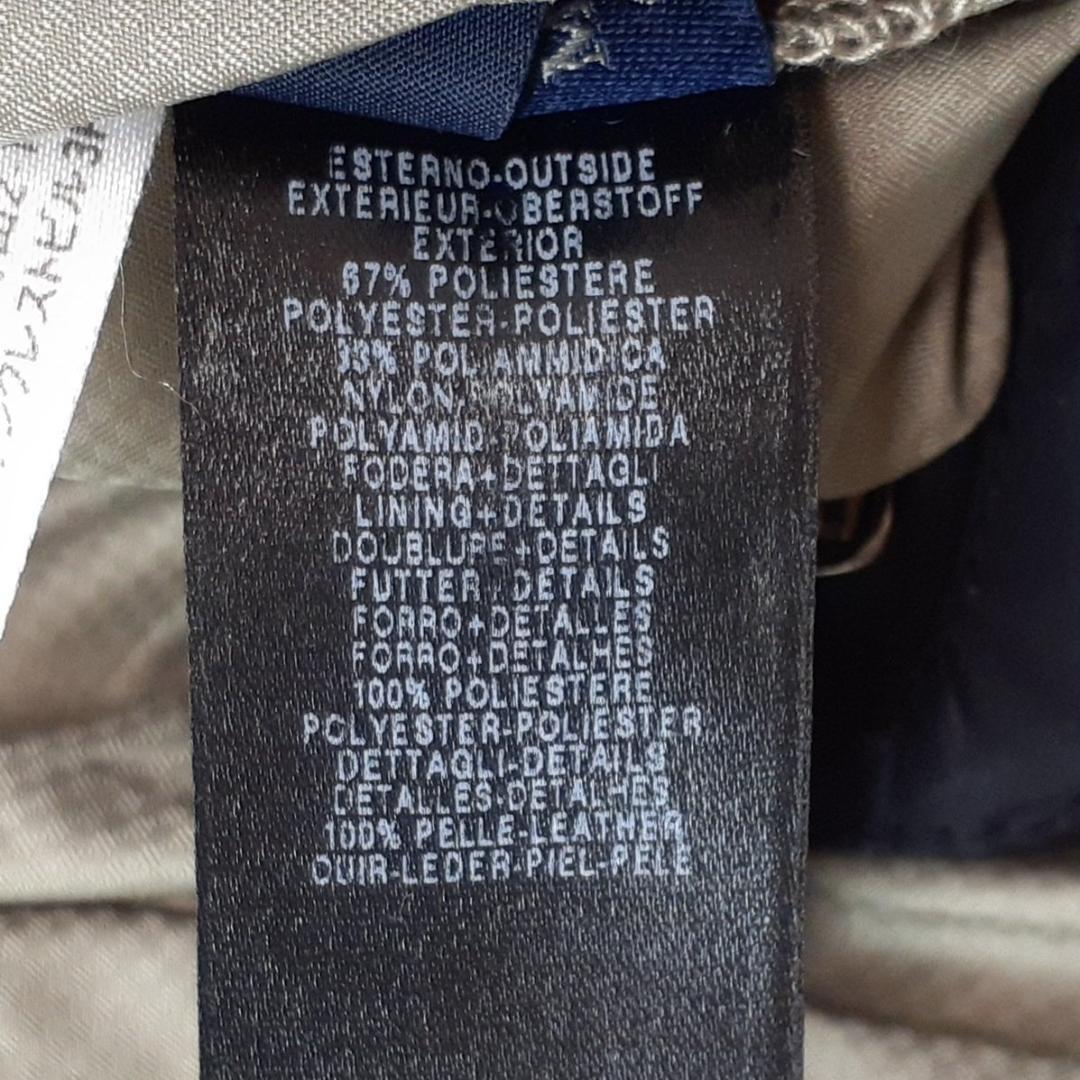 ESTERNO-OUTSIDE
EXTERIEUR-OBERSTOFF
EXTERIOR
67% POLIESTERE
POLYESTER-POLIESTER
33% POLIAMMIDICA
NYLON-POLYAMIDE
POLYAMID-POLIAMIDA
FODERA+DETTAGLI
LINING+DETAILS
DOUBLURE+DETAILS
FUTTER+DETAILS
FORRO+DETALLES
FORRO+DETALHES
100% POLIESTERE
POLYESTER-POLIESTER
DETTAGLI-DETAILS
DETALLES-DETALHES
100% PELLE-LEATHER
CUIR-LEDER-PIEL-PELE